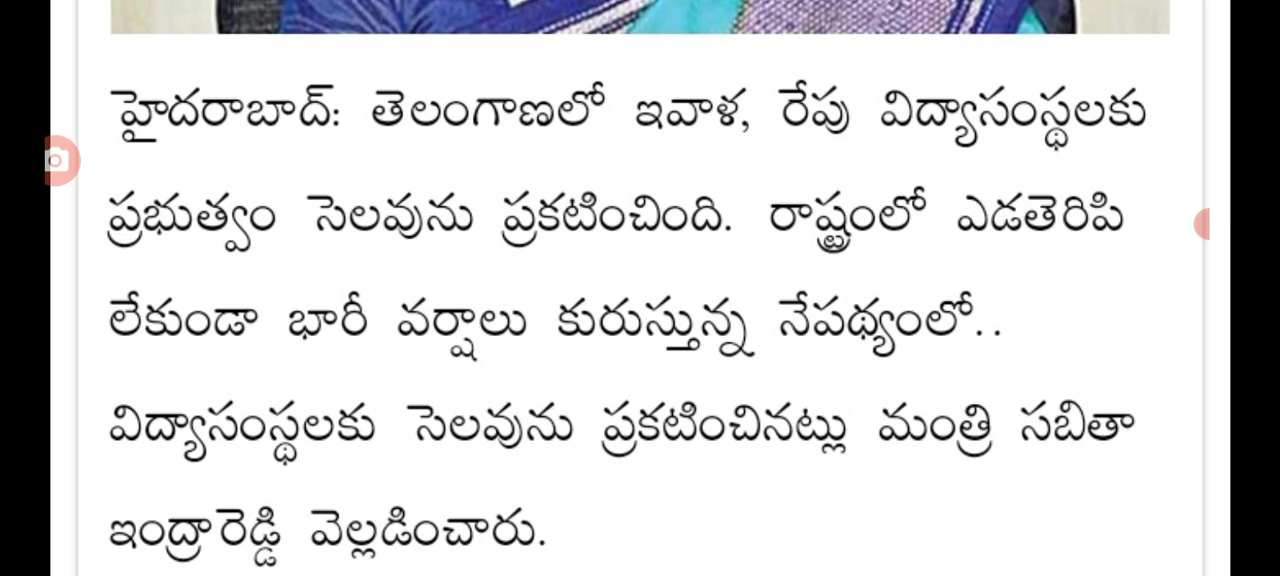 హైదరాబాద్: తెలంగాణలో ఇవాళ, రేపు విద్యాసంస్థలకు
ప్రభుత్వం సెలవును ప్రకటించింది. రాష్ట్రంలో ఎడతెరిపి
లేకుండా భారీ వర్షాలు కురుస్తున్న నేపథ్యంలో..
విద్యాసంస్థలకు సెలవును ప్రకటించినట్లు మంత్రి సబితా
ఇంద్రారెడ్డి వెల్లడించారు.